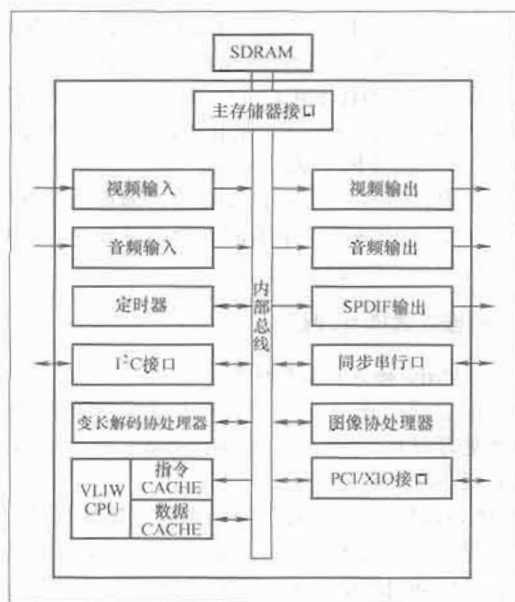 SDRAM
主存储器接口
视频输入
视频输出
音频输入
音频输出
定时器
内部总线
SPDIF输出
I²C接口
同步串行口
变长解码协处理器
图像协处理器
VLIW
CPU
指令
CACHE
数据
CACHE
PCI/XIO接口